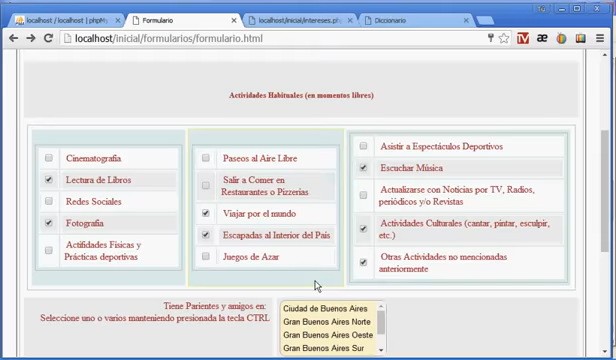 localhost / localhost | phpM
Formulario
localhost/inicial/intereses.ph
Diccionario
localhost/inicial/formularios/formulario.html
Actividades Habituales (en momentos libres)
Cinematografía
Lectura de Libros
Redes Sociales
Fotografía
Actifidades Físicas y
Prácticas deportivas
Paseos al Aire Libre
Salir a Comer en
Restaurantes o Pizzerías
Viajar por el mundo
Escapadas al Interior del País
Juegos de Azar
Asistir a Espectáculos Deportivos
Escuchar Música
Actualizarse con Noticias por TV, Radios,
periódicos y/o Revistas
Actividades Culturales (cantar, pintar, esculpir,
etc.)
Otras Actividades no mencionadas
anteriormente
Tiene Parientes y amigos en:
Seleccione uno o varios manteniendo presionada la tecla CTRL
Ciudad de Buenos Aires
Gran Buenos Aires Norte
Gran Buenos Aires Oeste
Gran Buenos Aires Sur